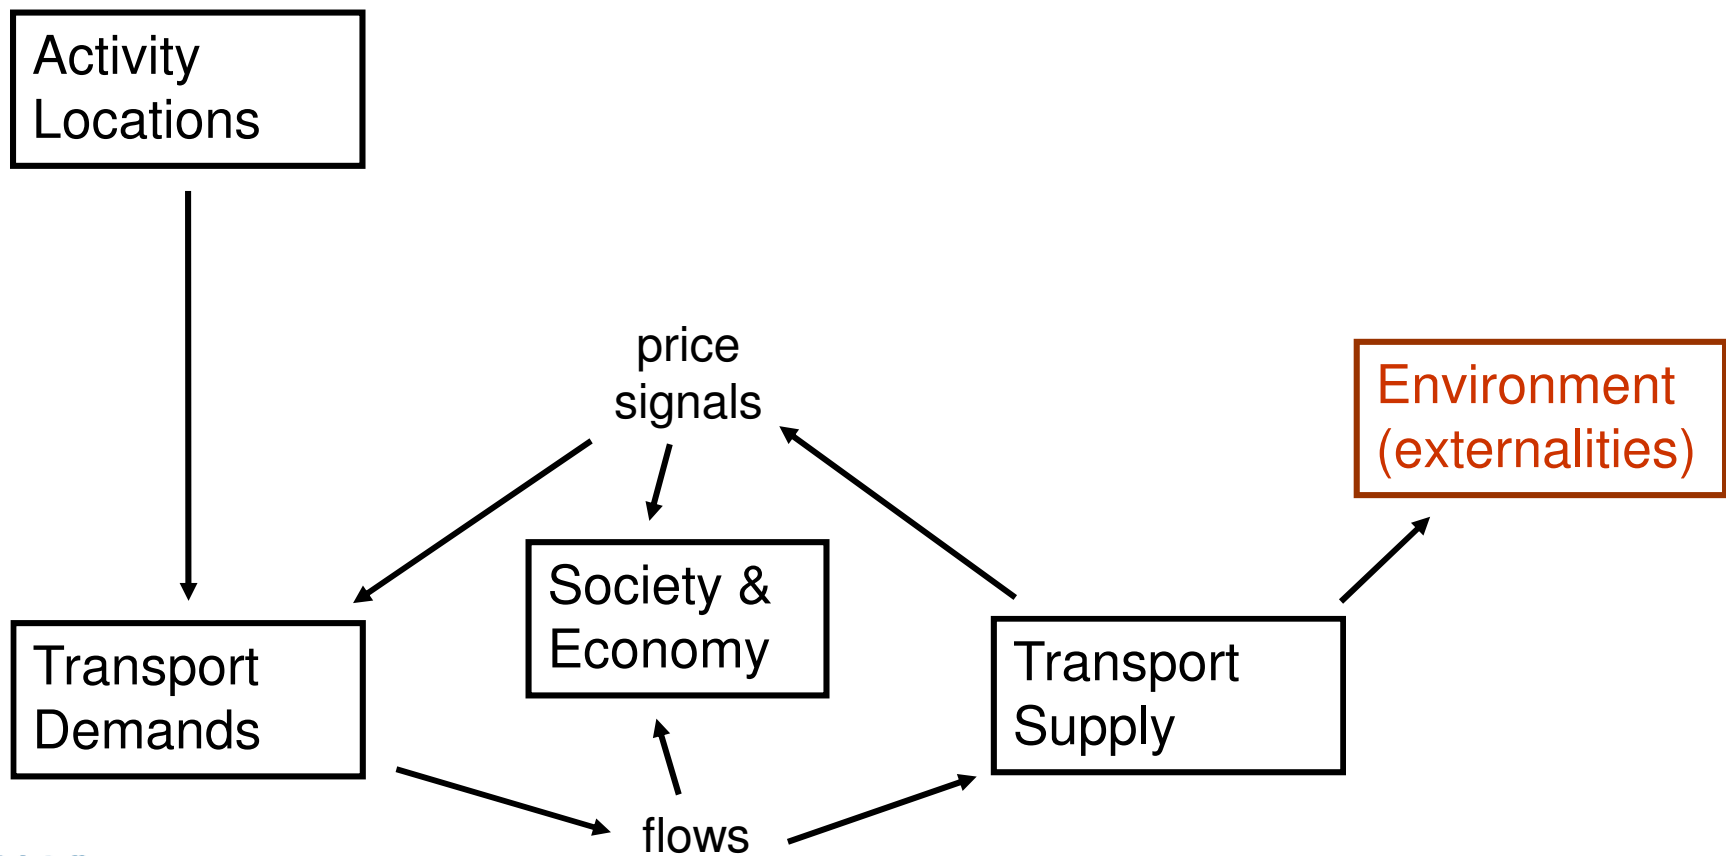 Activity
Locations
price
signals
Environment
(externalities)
Society &
Economy
Transport
Demands
Transport
Supply
flows